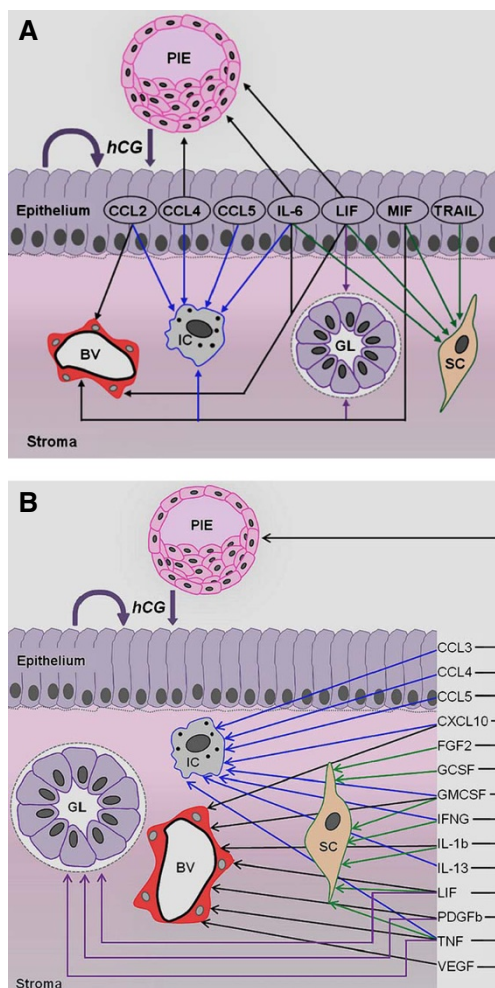 A
PIE
hCG
Epithelium CCL2 CCL4 CCL5 IL-6 LIF MIF TRAIL
BV
IC
GL
SC
Stroma
B
PIE
hCG
Epithelium
CCL3
CCL4
CCL5
CXCL10
FGF2
GCSF
GMCSF
IFNG
IL-1b
IL-13
LIF
PDGFb
TNF
VEGF
IC
GL
SC
BV
Stroma